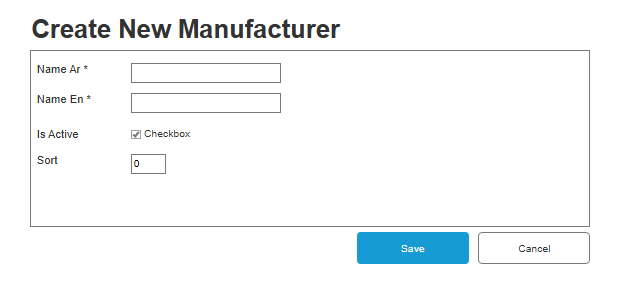 Create New Manufacturer
Name Ar *
Name En *
Is Active Checkbox
Sort 0
Save Cancel